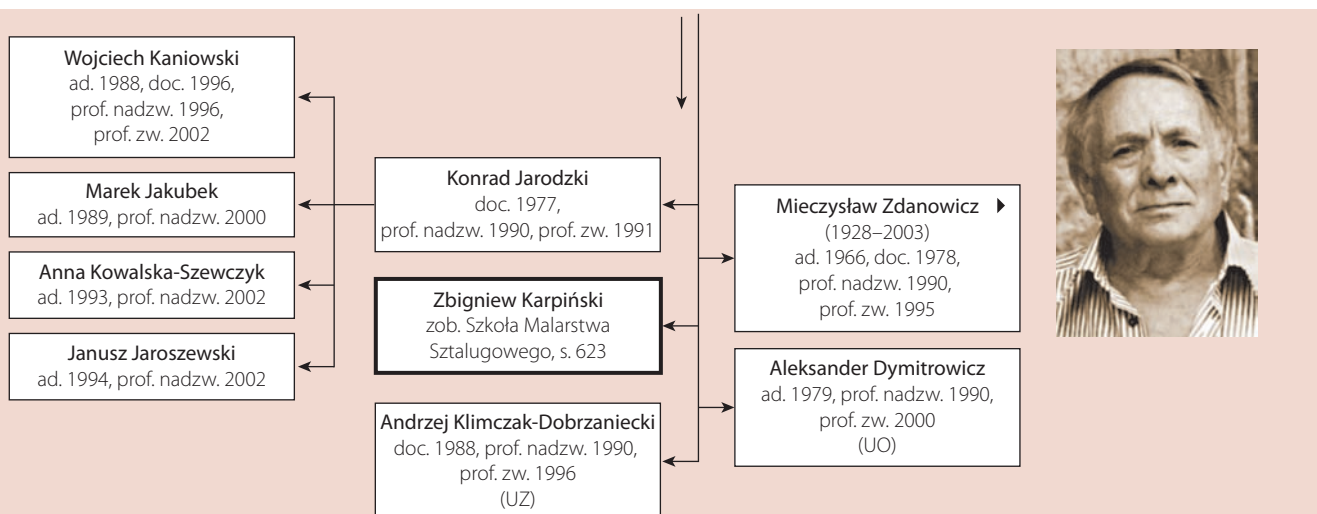 Wojciech Kaniowski
ad. 1988, doc. 1996,
prof. nadzw. 1996,
prof. zw. 2002
Marek Jakubek
ad. 1989, prof. nadzw. 2000
Anna Kowalska-Szewczyk
ad. 1993, prof. nadzw. 2002
Janusz Jaroszewski
ad. 1994, prof. nadzw. 2002
Konrad Jarodzki
doc. 1977,
prof. nadzw. 1990, prof. zw. 1991
Zbigniew Karpiński
zob. Szkoła Malarstwa
Sztalugowego, s. 623
Andrzej Klimczak-Dobrzaniecki
doc. 1988, prof. nadzw. 1990,
prof. zw. 1996
(UZ)
Mieczysław Zdanowicz
(1928–2003)
ad. 1966, doc. 1978,
prof. nadzw. 1990,
prof. zw. 1995
Aleksander Dymitrowicz
ad. 1979, prof. nadzw. 1990,
prof. zw. 2000
(UO)